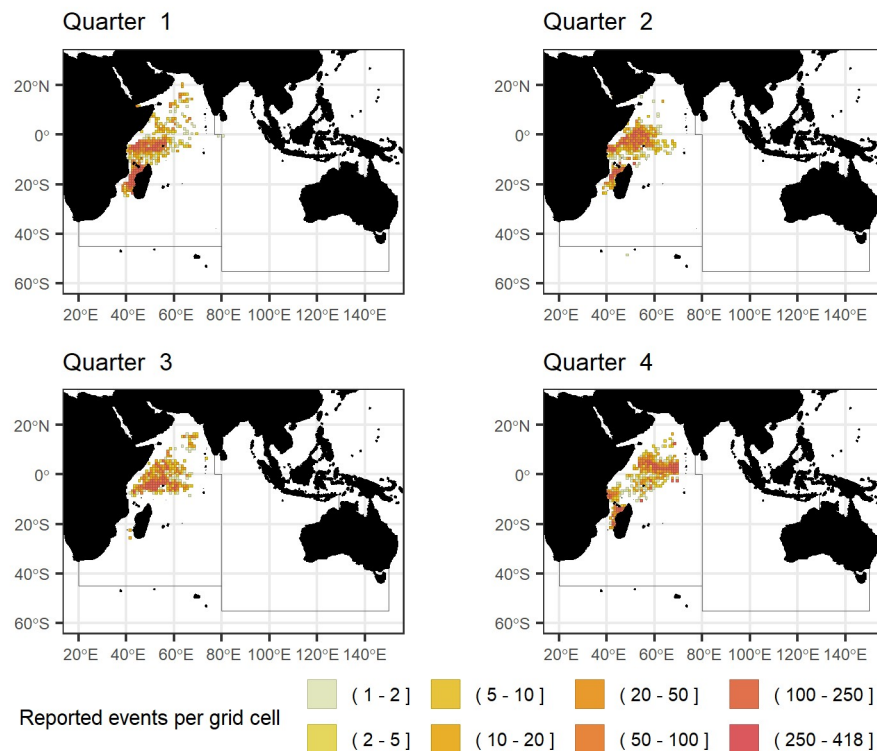 Quarter 1
Quarter 2
20°N
0°
20°S
40°S
60°S
20°E 40°E 60°E 80°E 100°E 120°E 140°E
20°N
0°
20°S
40°S
60°S
20°E 40°E 60°E 80°E 100°E 120°E 140°E
Quarter 3
Quarter 4
20°N
0°
20°S
40°S
60°S
20°E 40°E 60°E 80°E 100°E 120°E 140°E
20°N
0°
20°S
40°S
60°S
20°E 40°E 60°E 80°E 100°E 120°E 140°E
Reported events per grid cell
( 1 - 2 ] ( 5 - 10 ] ( 20 - 50 ] ( 100 - 250 ]
( 2 - 5 ] ( 10 - 20 ] ( 50 - 100 ] ( 250 - 418 ]